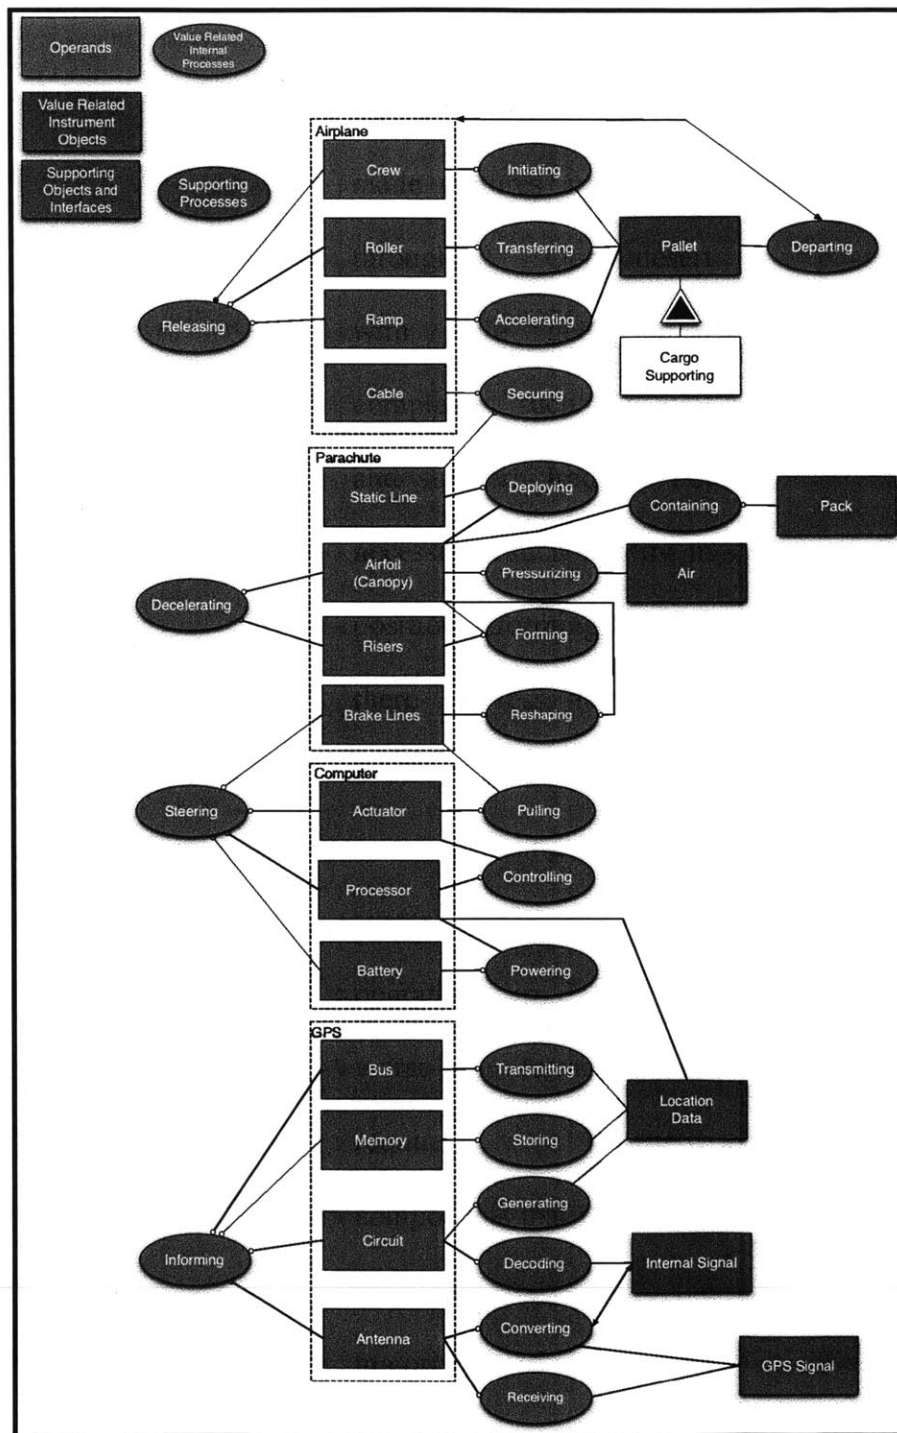 Operands
Value Related
Internal
Processes
Value Related
Instrument
Objects
Supporting
Objects and
Interfaces
Supporting
Processes
Airplane
Crew
Initiating
Roller
Transferring
Pallet
Departing
Releasing
Ramp
Accelerating
Cargo
Supporting
Cable
Securing
Parachute
Static Line
Deploying
Containing
Pack
Airfoil
(Canopy)
Pressurizing
Air
Decelerating
Risers
Forming
Brake Lines
Reshaping
Computer
Steering
Actuator
Pulling
Processor
Controlling
Battery
Powering
GPS
Bus
Transmitting
Location
Data
Memory
Storing
Generating
Informing
Circuit
Decoding
Internal Signal
Antenna
Converting
GPS Signal
Receiving